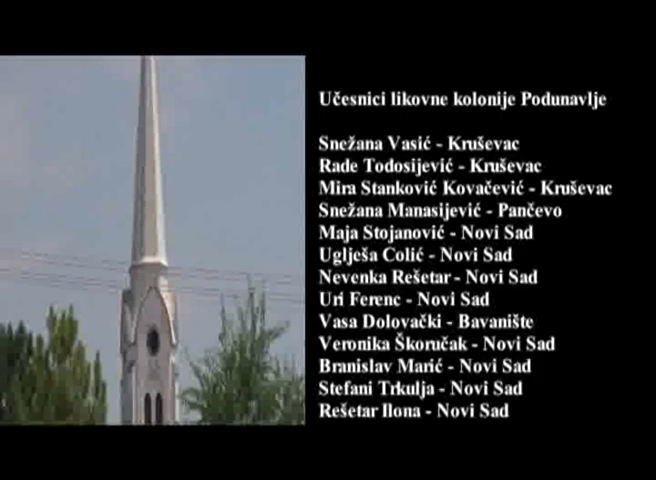 Učesnici likovne kolonije Podunavlje
Snežana Vasić - Kruševac
Rade Todosijević - Kruševac
Mira Stanković Kovačević - Kruševac
Snežana Manasijević - Pančevo
Maja Stojanović - Novi Sad
Uglješa Colić - Novi Sad
Nevenka Rešetar - Novi Sad
Uri Ferenc - Novi Sad
Vasa Dolovački - Bavanište
Veronika Škoručak - Novi Sad
Branislav Marić - Novi Sad
Stefani Trkulja - Novi Sad
Rešetar Ilona - Novi Sad